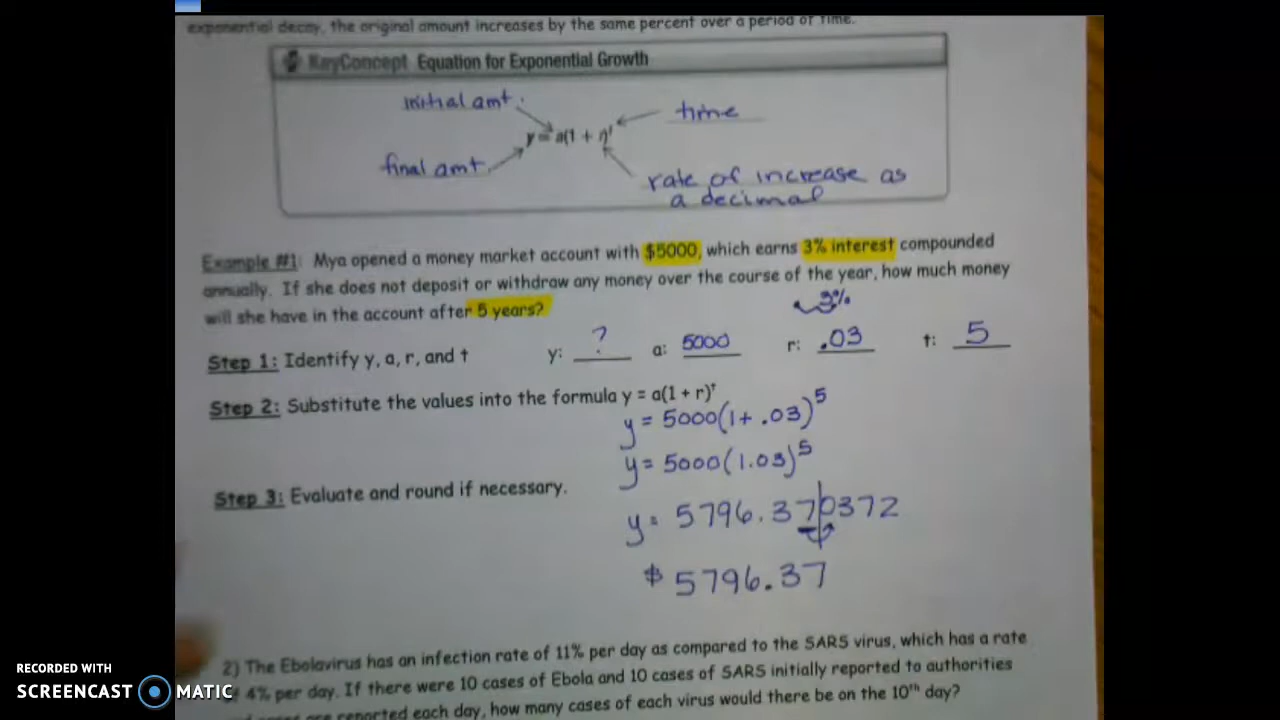 exponential decay, the original amount increases by the same percent over a period of time.
KeyConcept Equation for Exponential Growth
initial amt.
time
y = a(1 + r)ᵗ
final amt.
rate of increase as
a decimal
Example #1: Mya opened a money market account with $5000, which earns 3% interest compounded
annually. If she does not deposit or withdraw any money over the course of the year, how much money
will she have in the account after 5 years?
3%
Step 1: Identify y, a, r, and t y: ? a: 5000 r: .03 t: 5
Step 2: Substitute the values into the formula y = a(1 + r)ᵗ
y = 5000(1 + .03)⁵
y = 5000(1.03)⁵
Step 3: Evaluate and round if necessary.
y = 5796.370372
$5796.37
2) The Ebolavirus has an infection rate of 11% per day as compared to the SARS virus, which has a rate
4% per day. If there were 10 cases of Ebola and 10 cases of SARS initially reported to authorities
cases are reported each day, how many cases of each virus would there be on the 10ᵗʰ day?
RECORDED WITH
SCREENCAST MATIC